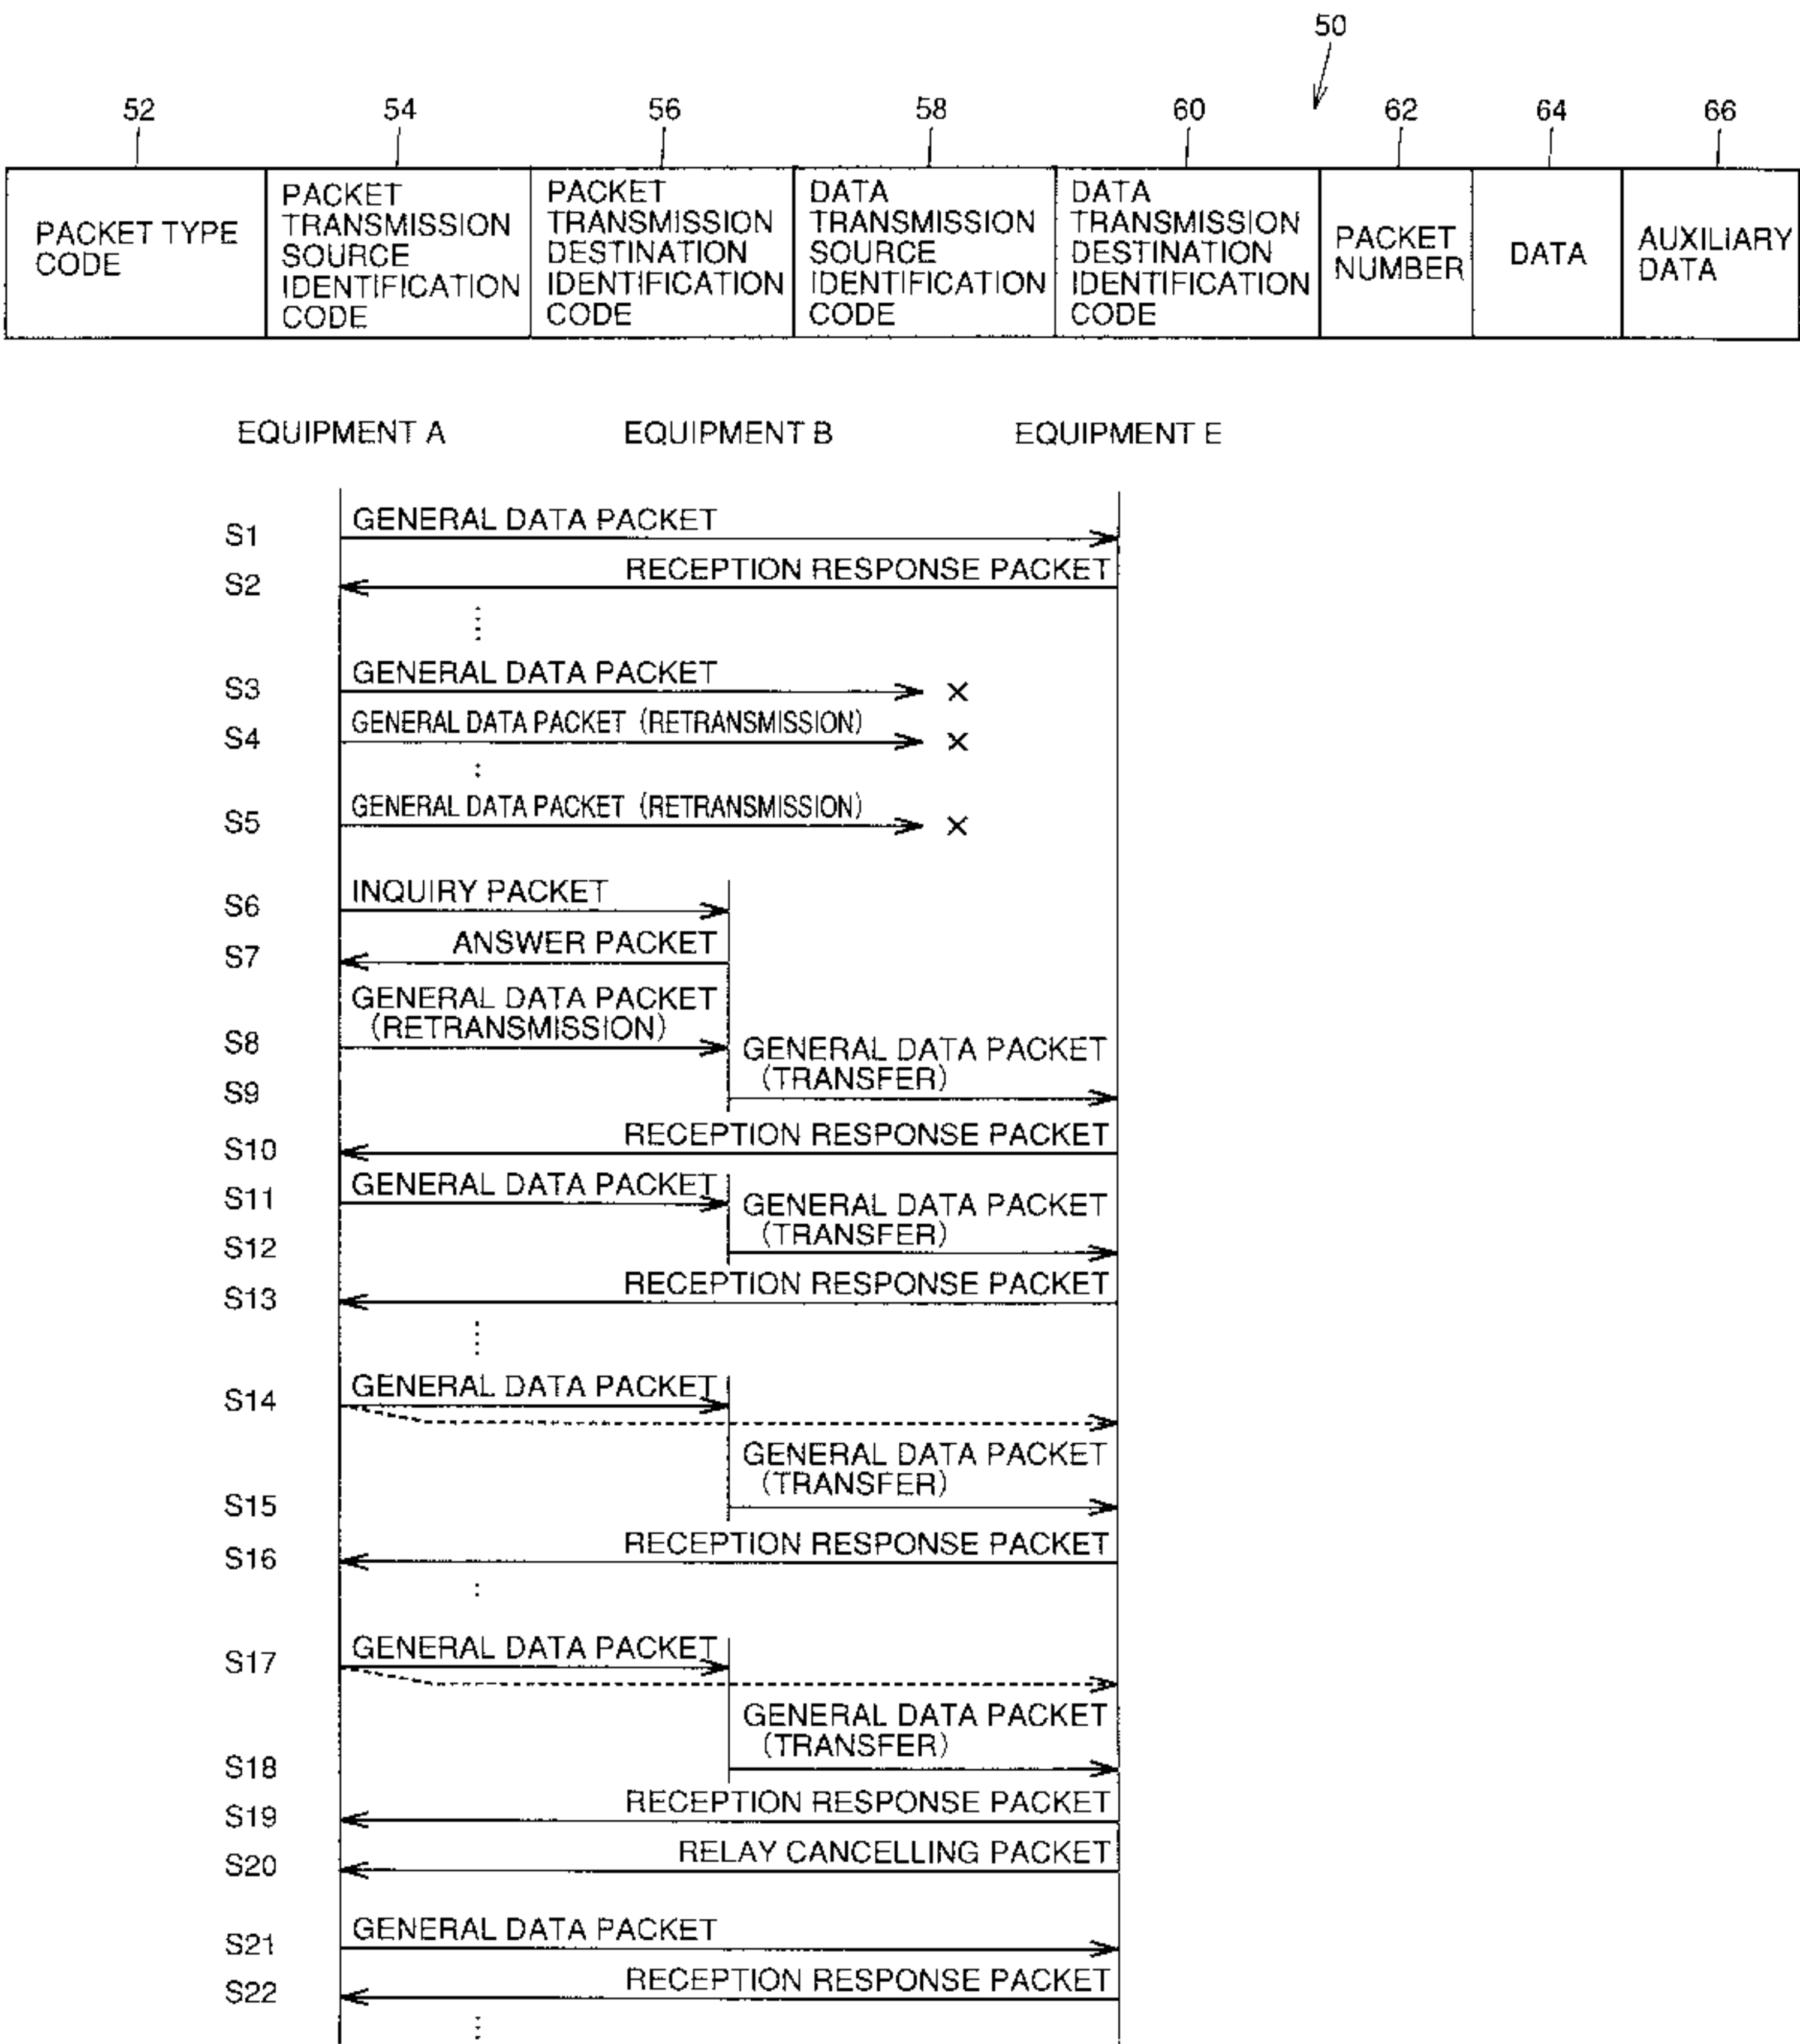 50
52 54 56 58 60 62 64 66
PACKET TYPE
CODE
PACKET
TRANSMISSION
SOURCE
IDENTIFICATION
CODE
PACKET
TRANSMISSION
DESTINATION
IDENTIFICATION
CODE
DATA
TRANSMISSION
SOURCE
IDENTIFICATION
CODE
DATA
TRANSMISSION
DESTINATION
IDENTIFICATION
CODE
PACKET
NUMBER
DATA
AUXILIARY
DATA
EQUIPMENT A EQUIPMENT B EQUIPMENT E
S1 GENERAL DATA PACKET
S2 RECEPTION RESPONSE PACKET
S3 GENERAL DATA PACKET ×
S4 GENERAL DATA PACKET (RETRANSMISSION) ×
S5 GENERAL DATA PACKET (RETRANSMISSION) ×
S6 INQUIRY PACKET
S7 ANSWER PACKET
GENERAL DATA PACKET
S8 (RETRANSMISSION)
GENERAL DATA PACKET
S9 (TRANSFER)
S10 RECEPTION RESPONSE PACKET
S11 GENERAL DATA PACKET
GENERAL DATA PACKET
S12 (TRANSFER)
S13 RECEPTION RESPONSE PACKET
S14 GENERAL DATA PACKET
GENERAL DATA PACKET
S15 (TRANSFER)
S16 RECEPTION RESPONSE PACKET
S17 GENERAL DATA PACKET
GENERAL DATA PACKET
S18 (TRANSFER)
S19 RECEPTION RESPONSE PACKET
S20 RELAY CANCELLING PACKET
S21 GENERAL DATA PACKET
S22 RECEPTION RESPONSE PACKET